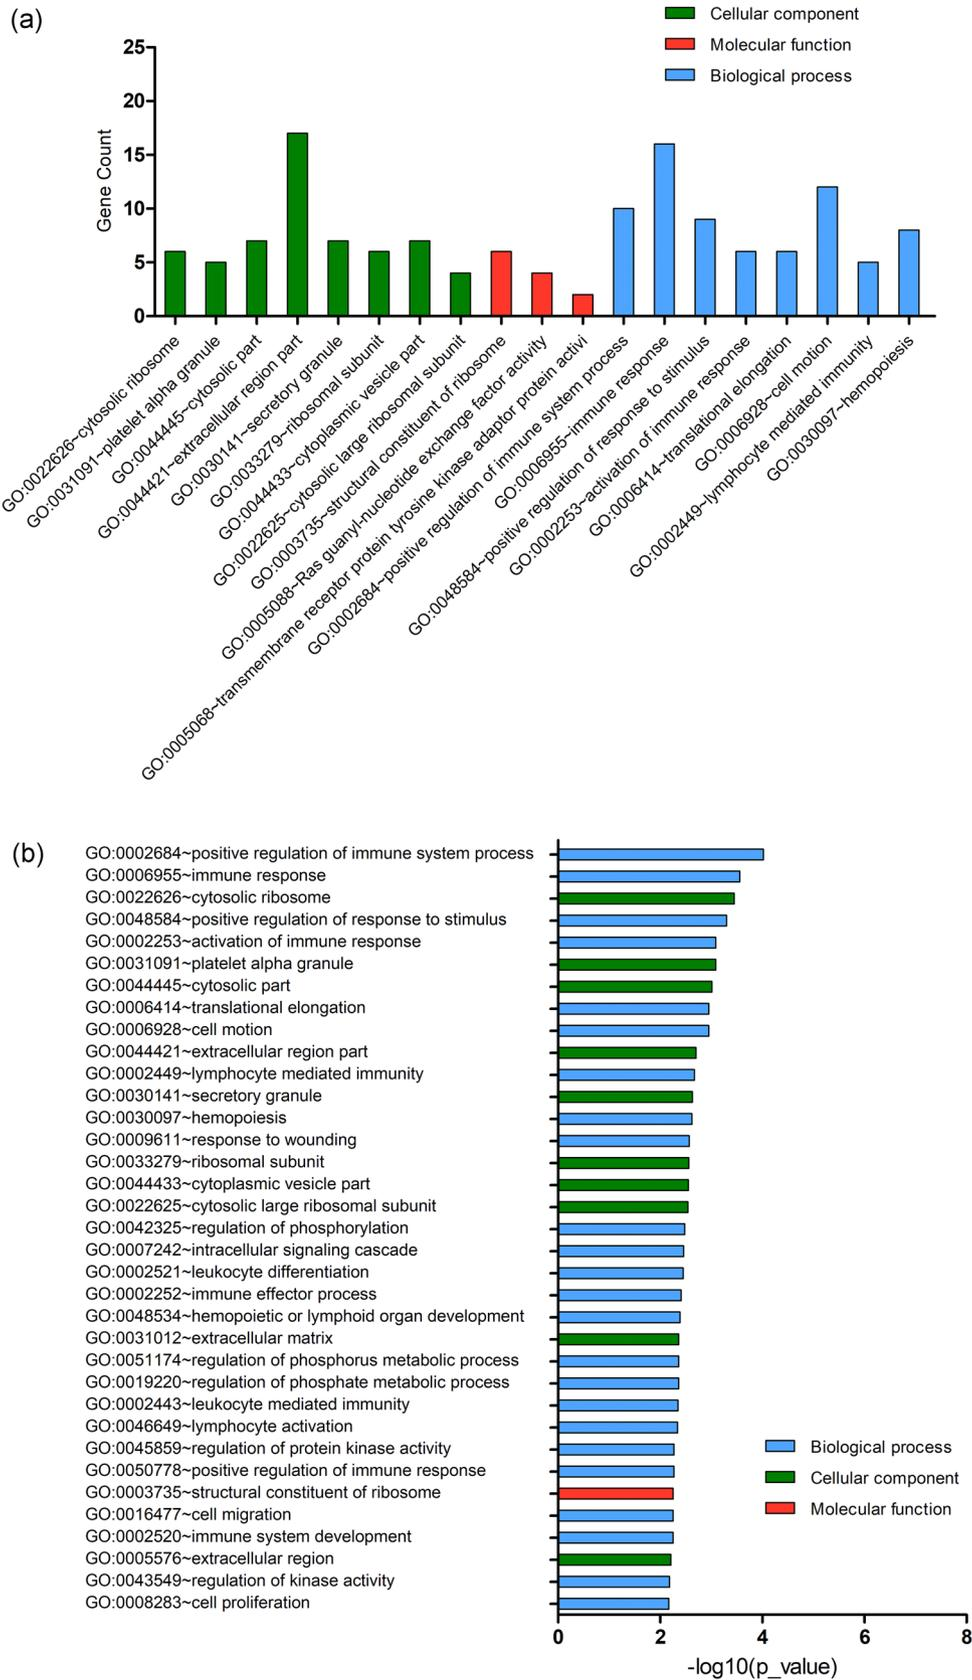 (a)
Cellular component
Molecular function
Biological process
Gene Count
25
20
15
10
5
0
GO:0022626~cytosolic ribosome
GO:0031091~platelet alpha granule
GO:0044445~cytosolic part
GO:0044421~extracellular region part
GO:0030141~secretory granule
GO:0033279~ribosomal subunit
GO:0044433~cytoplasmic vesicle part
GO:0022625~cytosolic large ribosomal subunit
GO:0003735~structural constituent of ribosome
GO:0005088~Ras guanyl-nucleotide exchange factor activity
GO:0005068~transmembrane receptor protein tyrosine kinase adaptor protein activi
GO:0002684~positive regulation of immune system process
GO:0006955~immune response
GO:0048584~positive regulation of response to stimulus
GO:0002253~activation of immune response
GO:0006414~translational elongation
GO:0006928~cell motion
GO:0002449~lymphocyte mediated immunity
GO:0030097~hemopoiesis
(b)
GO:0002684~positive regulation of immune system process
GO:0006955~immune response
GO:0022626~cytosolic ribosome
GO:0048584~positive regulation of response to stimulus
GO:0002253~activation of immune response
GO:0031091~platelet alpha granule
GO:0044445~cytosolic part
GO:0006414~translational elongation
GO:0006928~cell motion
GO:0044421~extracellular region part
GO:0002449~lymphocyte mediated immunity
GO:0030141~secretory granule
GO:0030097~hemopoiesis
GO:0009611~response to wounding
GO:0033279~ribosomal subunit
GO:0044433~cytoplasmic vesicle part
GO:0022625~cytosolic large ribosomal subunit
GO:0042325~regulation of phosphorylation
GO:0007242~intracellular signaling cascade
GO:0002521~leukocyte differentiation
GO:0002252~immune effector process
GO:0048534~hemopoietic or lymphoid organ development
GO:0031012~extracellular matrix
GO:0051174~regulation of phosphorus metabolic process
GO:0019220~regulation of phosphate metabolic process
GO:0002443~leukocyte mediated immunity
GO:0046649~lymphocyte activation
GO:0045859~regulation of protein kinase activity
GO:0050778~positive regulation of immune response
GO:0003735~structural constituent of ribosome
GO:0016477~cell migration
GO:0002520~immune system development
GO:0005576~extracellular region
GO:0043549~regulation of kinase activity
GO:0008283~cell proliferation
Biological process
Cellular component
Molecular function
0 2 4 6 8
-log10(p_value)